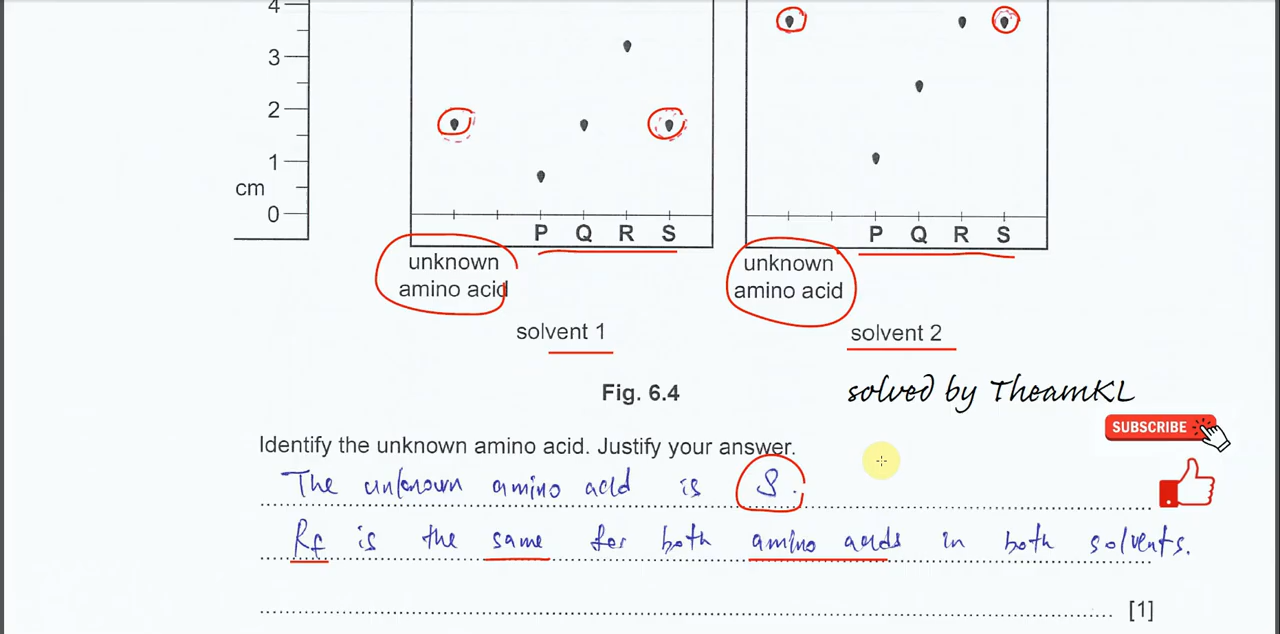 4
3
2
1
cm
0
P Q R S
P Q R S
unknown
amino acid
unknown
amino acid
solvent 1
solvent 2
Fig. 6.4
solved by TheamKL
SUBSCRIBE
Identify the unknown amino acid. Justify your answer.
The unknown amino acid is S.
Rf is the same for both amino acids in both solvents.
[1]